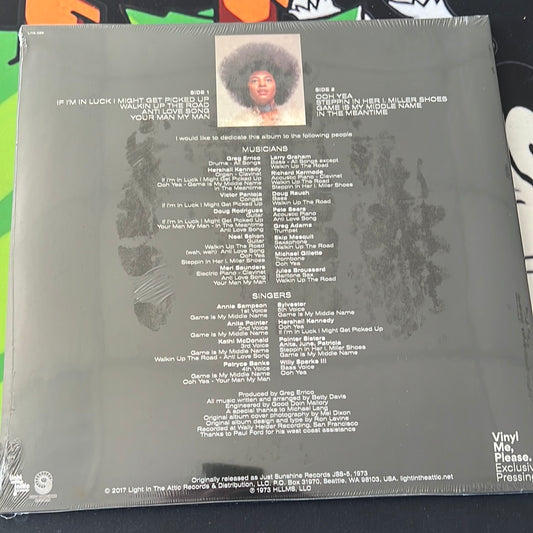 LITA 026
SIDE 1
IF I'M IN LUCK I MIGHT GET PICKED UP
WALKIN UP THE ROAD
ANTI LOVE SONG
YOUR MAN MY MAN
SIDE 2
OOH YEA
STEPPIN IN HER I. MILLER SHOES
GAME IS MY MIDDLE NAME
IN THE MEANTIME
I would like to dedicate this album to the following people
MUSICIANS
Greg Errico
Drums - All Songs
Hershall Kennedy
Organ - Clavinet
If I'm In Luck I Might Get Picked Up
Ooh Yea - Game Is My Middle Name
In The Meantime
Victor Pantoja
Congas
If I'm In Luck I Might Get Picked Up
Doug Rodrigues
Guitar
If I'm In Luck I Might Get Picked Up
Your Man My Man - In The Meantime
Anti Love Song
Neal Schon
Guitar
Walkin Up The Road
(wah, wah) Anti Love Song
Ooh Yea
Steppin In Her I. Miller Shoes
Merl Saunders
Electric Piano - Clavinet
Anti Love Song
Your Man My Man
Larry Graham
Bass - All Songs except
Walkin Up The Road
Richard Kermode
Acoustic Piano - Clavinet
Walkin Up The Road
Steppin In Her I. Miller Shoes
Doug Rauch
Bass
Walkin Up The Road
Pete Sears
Acoustic Piano
Anti Love Song
Greg Adams
Trumpet
Skip Mesquit
Saxophone
Walkin Up The Road
Michael Gillette
Trombone
Ooh Yea
Jules Broussard
Baritone Sax
Walkin Up The Road
SINGERS
Annie Sampson
1st Voice
Game Is My Middle Name
Anita Pointer
2nd Voice
Game Is My Middle Name
Kathi McDonald
3rd Voice
Game Is My Middle Name
Walkin Up The Road - Anti Love Song
Patryce Banks
4th Voice
Game Is My Middle Name
Ooh Yea - Your Man My Man
Sylvester
5th Voice
Game Is My Middle Name
Hershall Kennedy
Ooh Yea
If I'm In Luck I Might Get Picked Up
Pointer Sisters
Anita, June, Patricia
Steppin In Her I. Miller Shoes
Game Is My Middle Name
Willy Sparks III
Ooh Yea
Produced by Greg Errico
All music written and arranged by Betty Davis
Engineered by Good Doin Mallory
A special thanks to Michael Lang
Original album cover photography by Mel Dixon
Original album design and type by Ron Levine
Recorded at Wally Heider Recording, San Francisco
Thanks to Paul Ford for his west coast assistance
Originally released as Just Sunshine Records JSS-5, 1973
© 2017 Light In The Attic Records & Distribution, LLC. P.O. Box 31970, Seattle, WA 98103, USA. lightintheattic.net
℗ 1973 HLLMS, LLC
Vinyl
Me,
Please.
Exclusive
Pressing